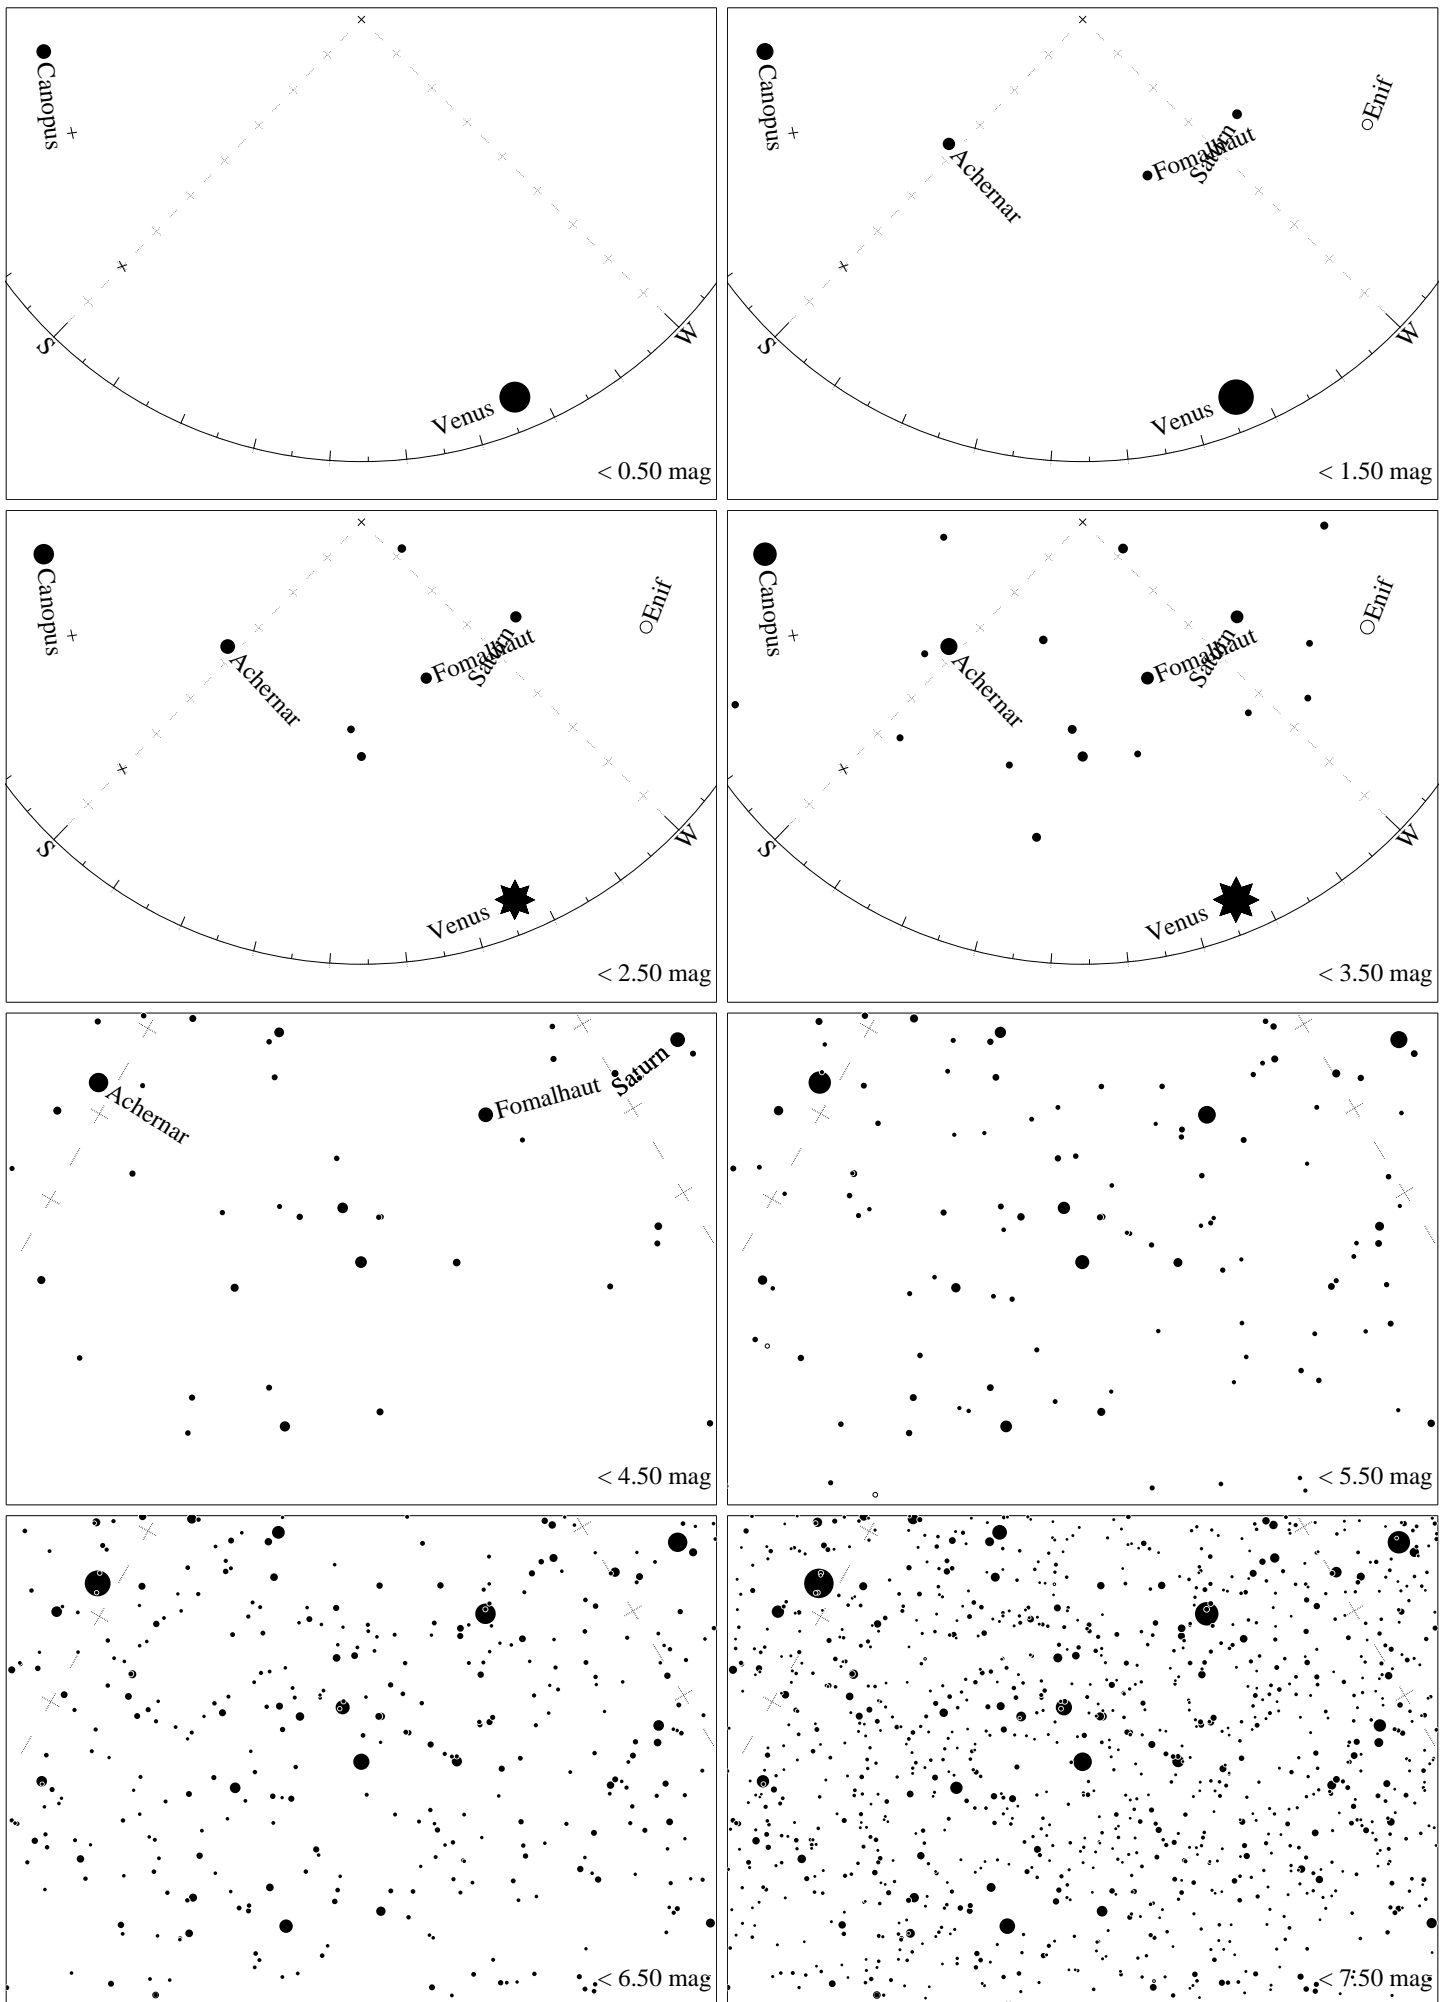 Canopus
S
W
Venus
< 0.50 mag
Canopus
Achernar
Fomalhaut
Saturn
Enif
S
W
Venus
< 1.50 mag
Canopus
Achernar
Fomalhaut
Saturn
Enif
S
W
Venus
< 2.50 mag
Canopus
Achernar
Fomalhaut
Saturn
Enif
S
W
Venus
< 3.50 mag
Achernar
Fomalhaut
Saturn
< 4.50 mag
< 5.50 mag
< 6.50 mag
< 7.50 mag